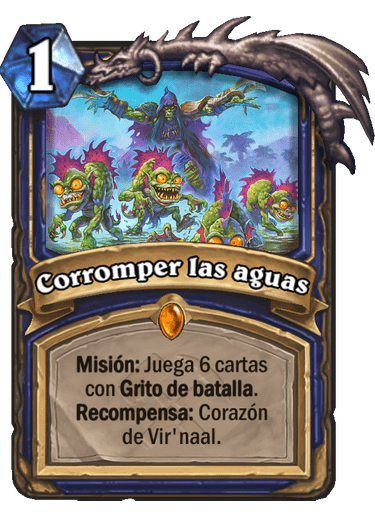 1
Corromper las aguas
Misión: Juega 6 cartas
con Grito de batalla.
Recompensa: Corazón
de Vir'naal.